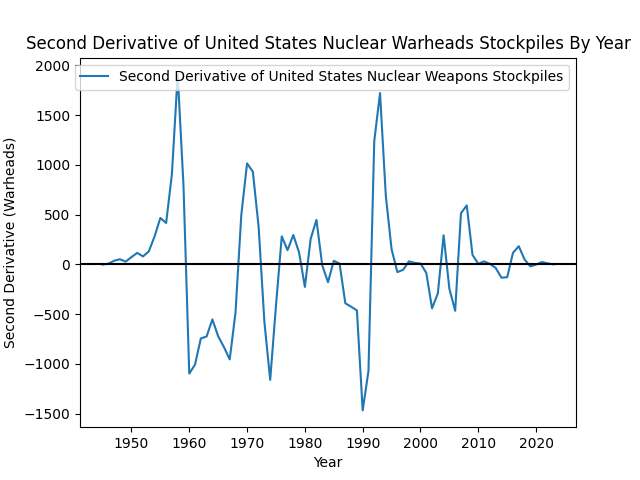 Second Derivative of United States Nuclear Warheads Stockpiles By Year
Second Derivative of United States Nuclear Weapons Stockpiles
Second Derivative (Warheads)
2000
1500
1000
500
0
−500
−1000
−1500
1950 1960 1970 1980 1990 2000 2010 2020
Year